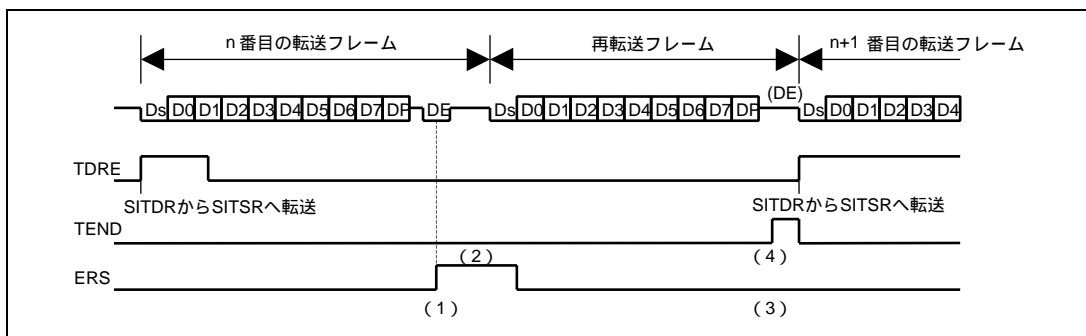 n 番目の転送フレーム 再転送フレーム n+1 番目の転送フレーム
(DE)
Ds D0 D1 D2 D3 D4 D5 D6 D7 DP DE Ds D0 D1 D2 D3 D4 D5 D6 D7 DP Ds D0 D1 D2 D3 D4
TDRE
SITDRからSITSRへ転送 SITDRからSITSRへ転送
TEND
(2) (4)
ERS
(1) (3)